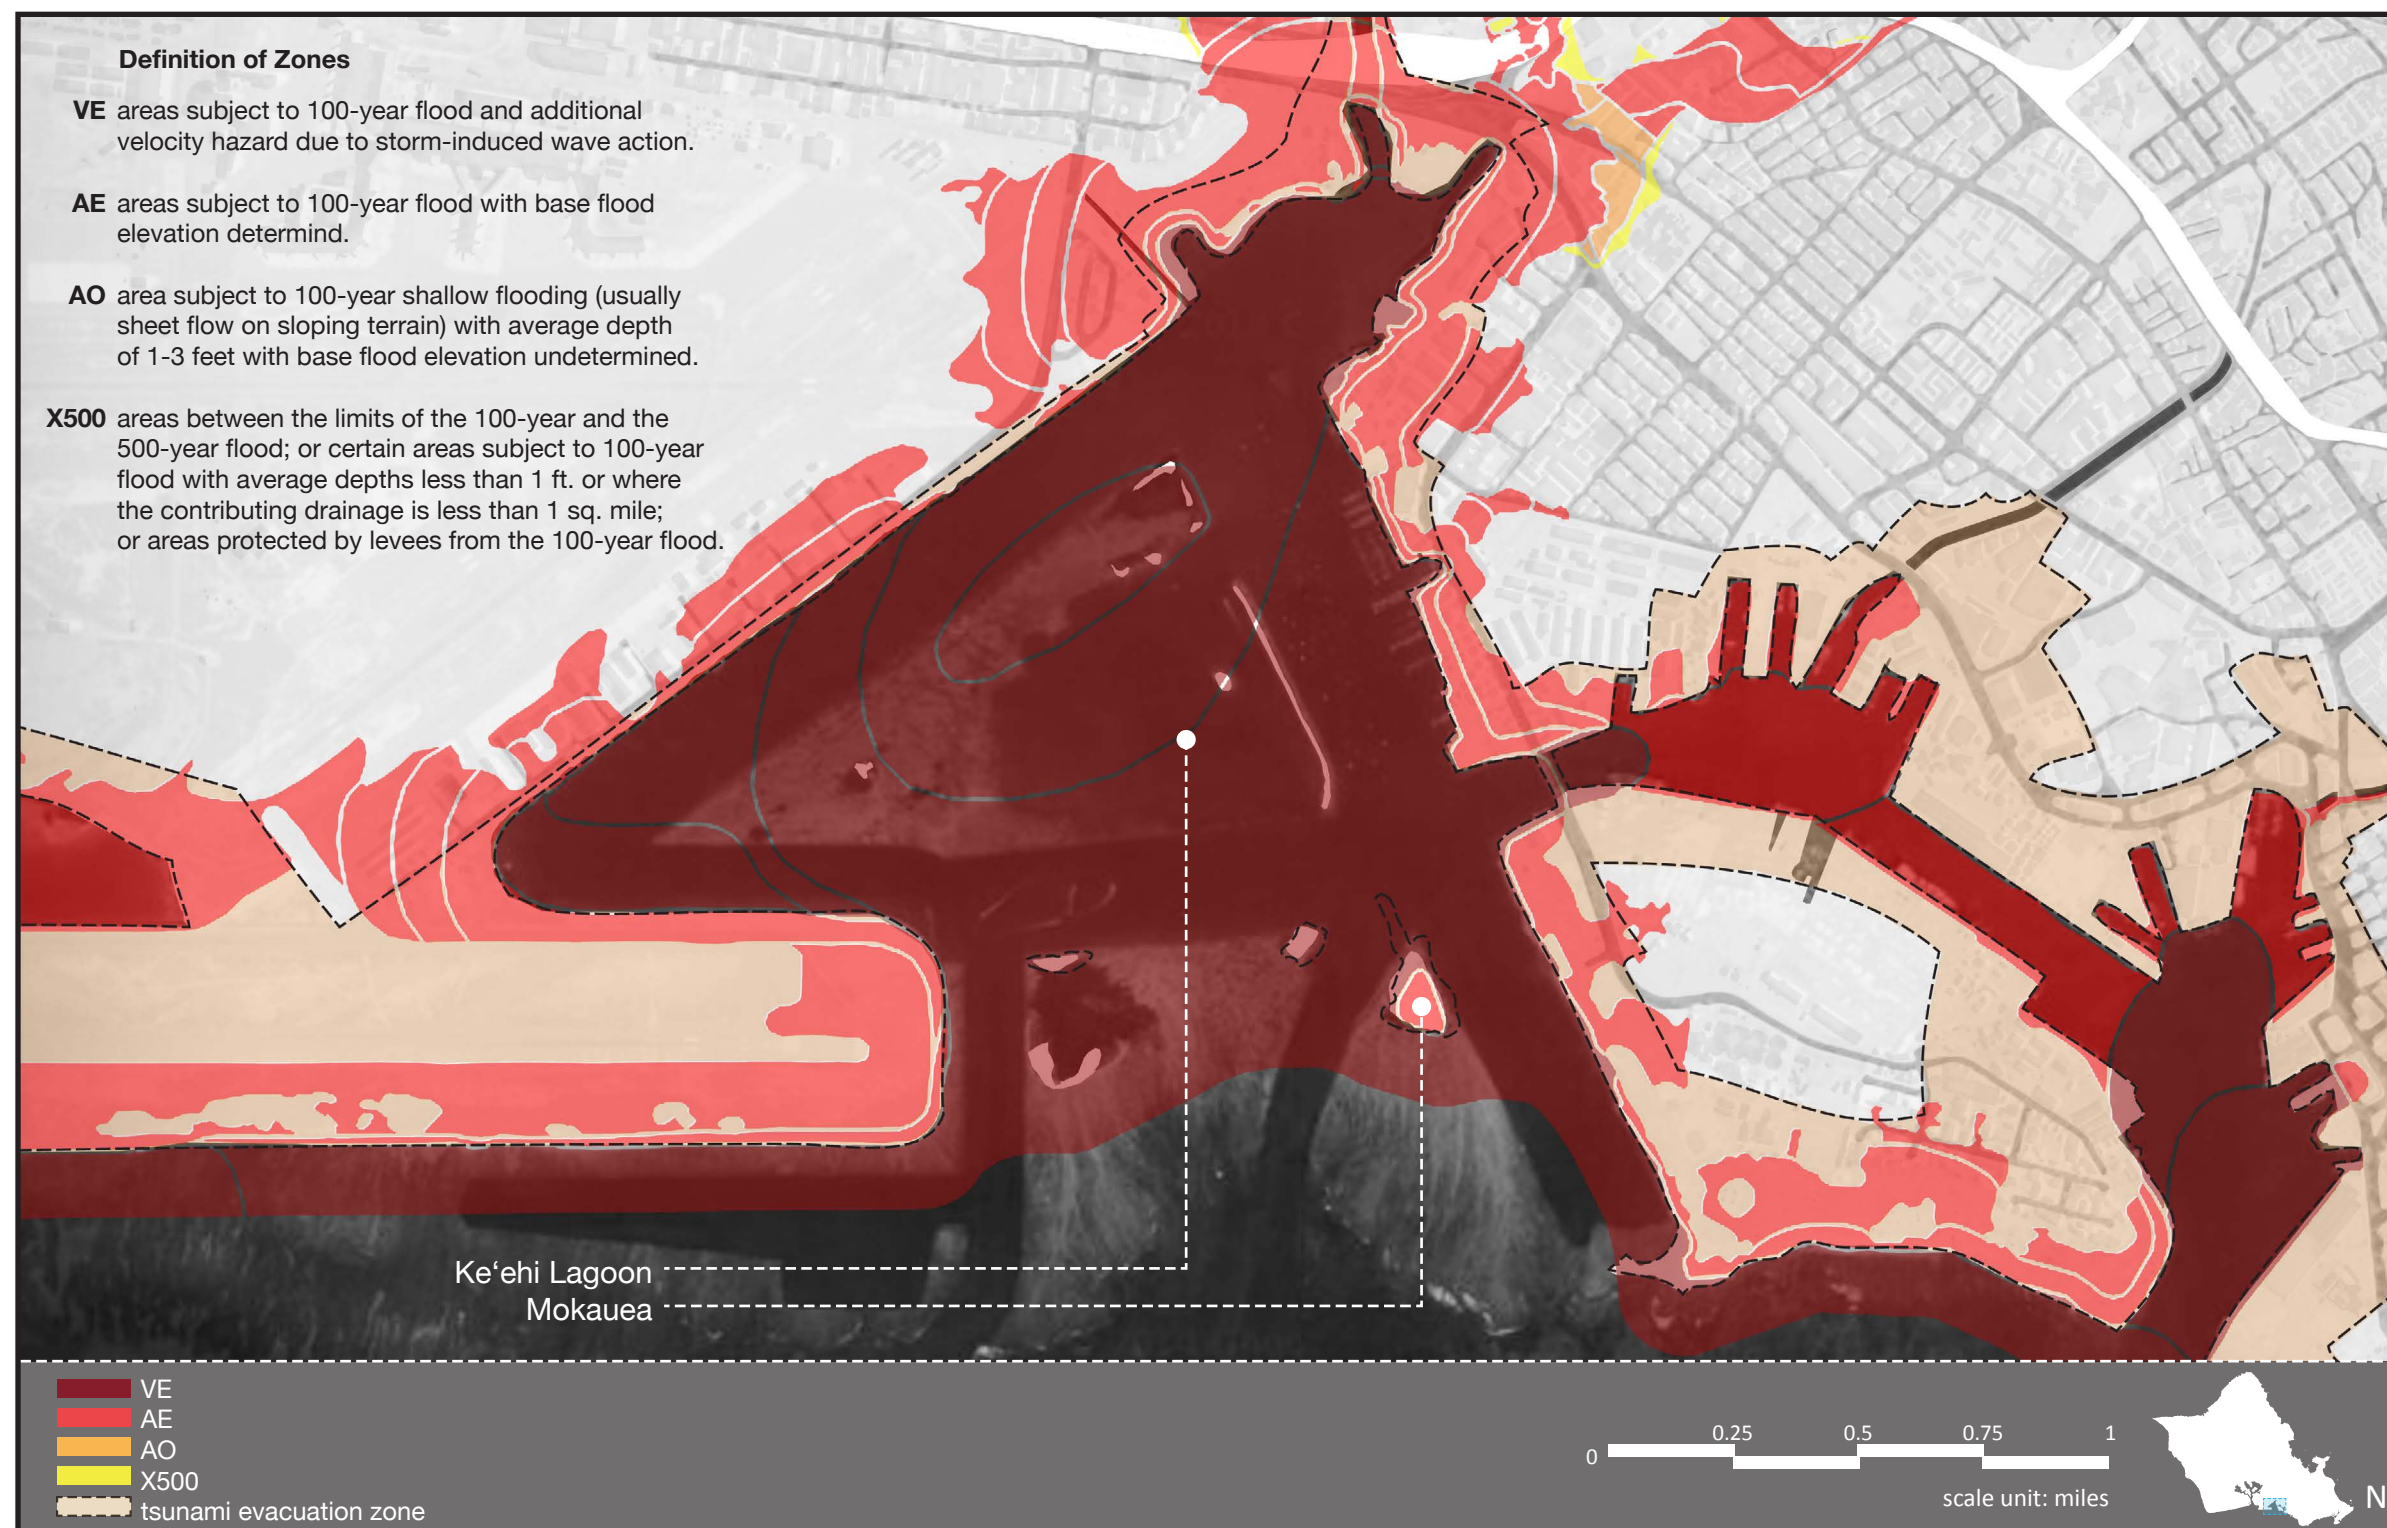 Definition of Zones
VE areas subject to 100-year flood and additional
velocity hazard due to storm-induced wave action.
AE areas subject to 100-year flood with base flood
elevation determind.
AO area subject to 100-year shallow flooding (usually
sheet flow on sloping terrain) with average depth
of 1-3 feet with base flood elevation undetermined.
X500 areas between the limits of the 100-year and the
500-year flood; or certain areas subject to 100-year
flood with average depths less than 1 ft. or where
the contributing drainage is less than 1 sq. mile;
or areas protected by levees from the 100-year flood.
Ke‘ehi Lagoon
Mokauea
VE
AE
AO
X500
tsunami evacuation zone
0 0.25 0.5 0.75 1
scale unit: miles
N